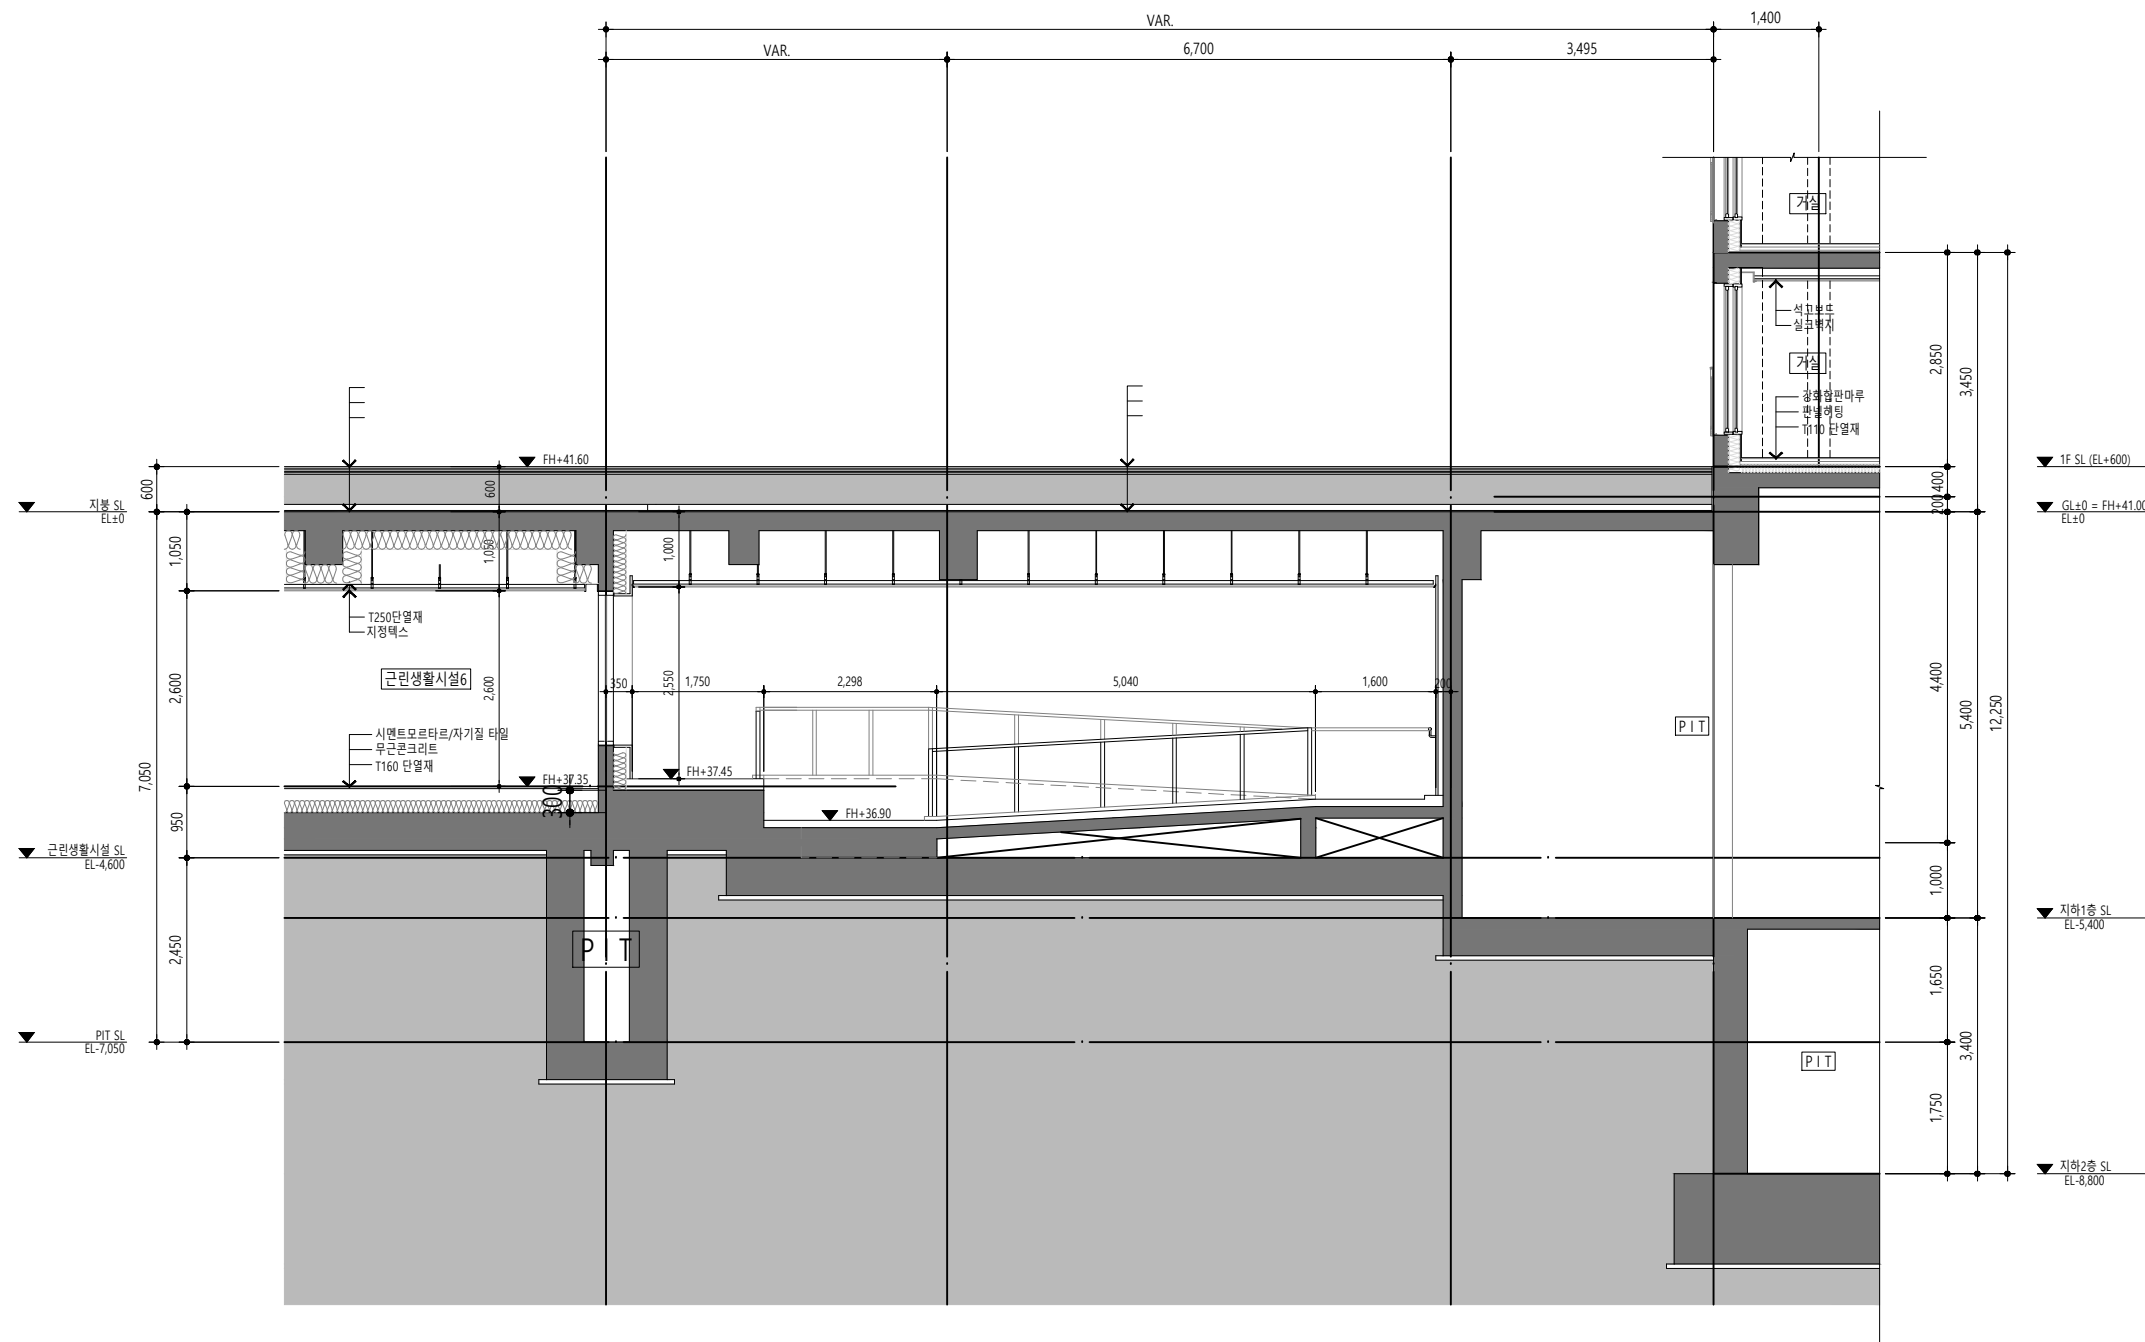 VAR.
1,400
VAR.
6,700
3,495
거실
석고보드
실크벽지
거실
강화합판마루
판넬히팅
T110 단열재
2,850
3,450
12,250
FH+41.60
600
600
400
200
1F SL (EL+600)
지붕 SL
EL±0
GL±0 = FH+41.00
EL±0
1,050
1,050
1,000
T250단열재
지정텍스
근린생활시설6
2,600
2,600
2,550
350
1,750
2,298
5,040
1,600
200
4,400
5,400
PIT
시멘트모르타르/자기질 타일
무근콘크리트
T160 단열재
FH+37.35
FH+37.45
300
FH+36.90
7,050
950
근린생활시설 SL
EL-4,600
1,000
지하1층 SL
EL-5,400
PIT
2,450
1,650
PIT SL
EL-7,050
3,400
PIT
1,750
지하2층 SL
EL-8,800